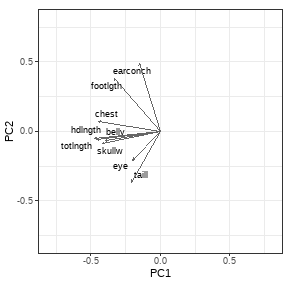 0.5
0.0
-0.5
PC2
earconch
footlgth
chest
hdlngth
belly
totlngth
skullw
eye
taill
-0.5
0.0
0.5
PC1